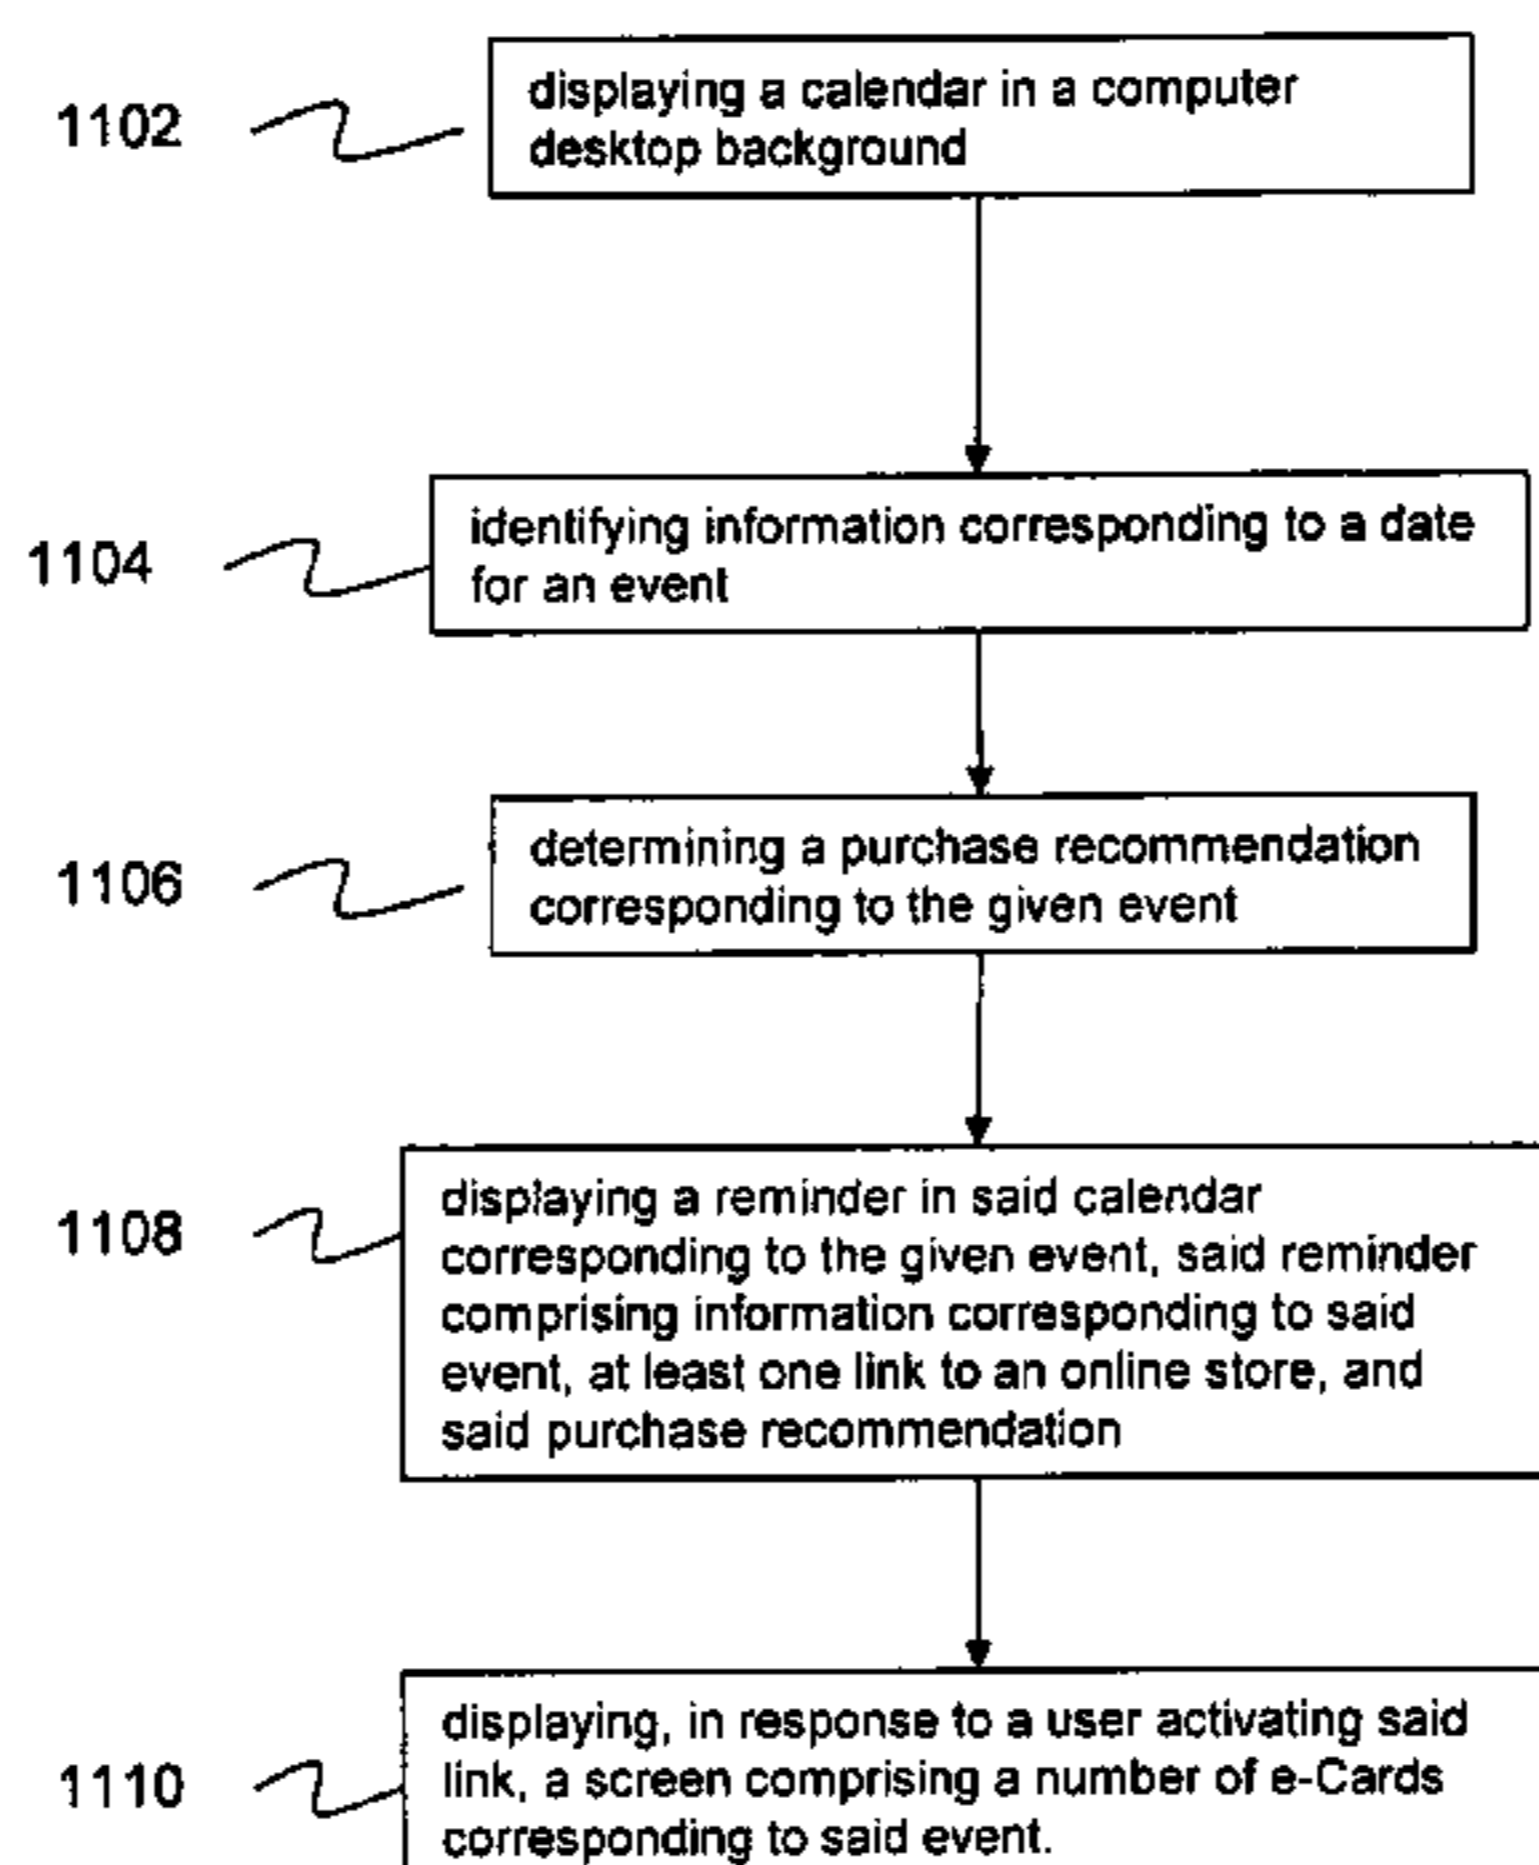 1102
displaying a calendar in a computer
desktop background
1104
identifying information corresponding to a date
for an event
1106
determining a purchase recommendation
corresponding to the given event
1108
displaying a reminder in said calendar
corresponding to the given event, said reminder
comprising information corresponding to said
event, at least one link to an online store, and
said purchase recommendation
1110
displaying, in response to a user activating said
link, a screen comprising a number of e-Cards
corresponding to said event.